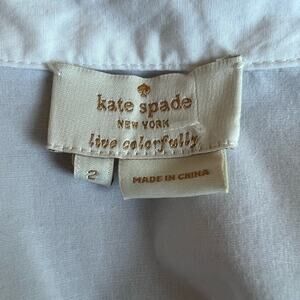 kate spade
NEW YORK
live colorfully
2
MADE IN CHINA